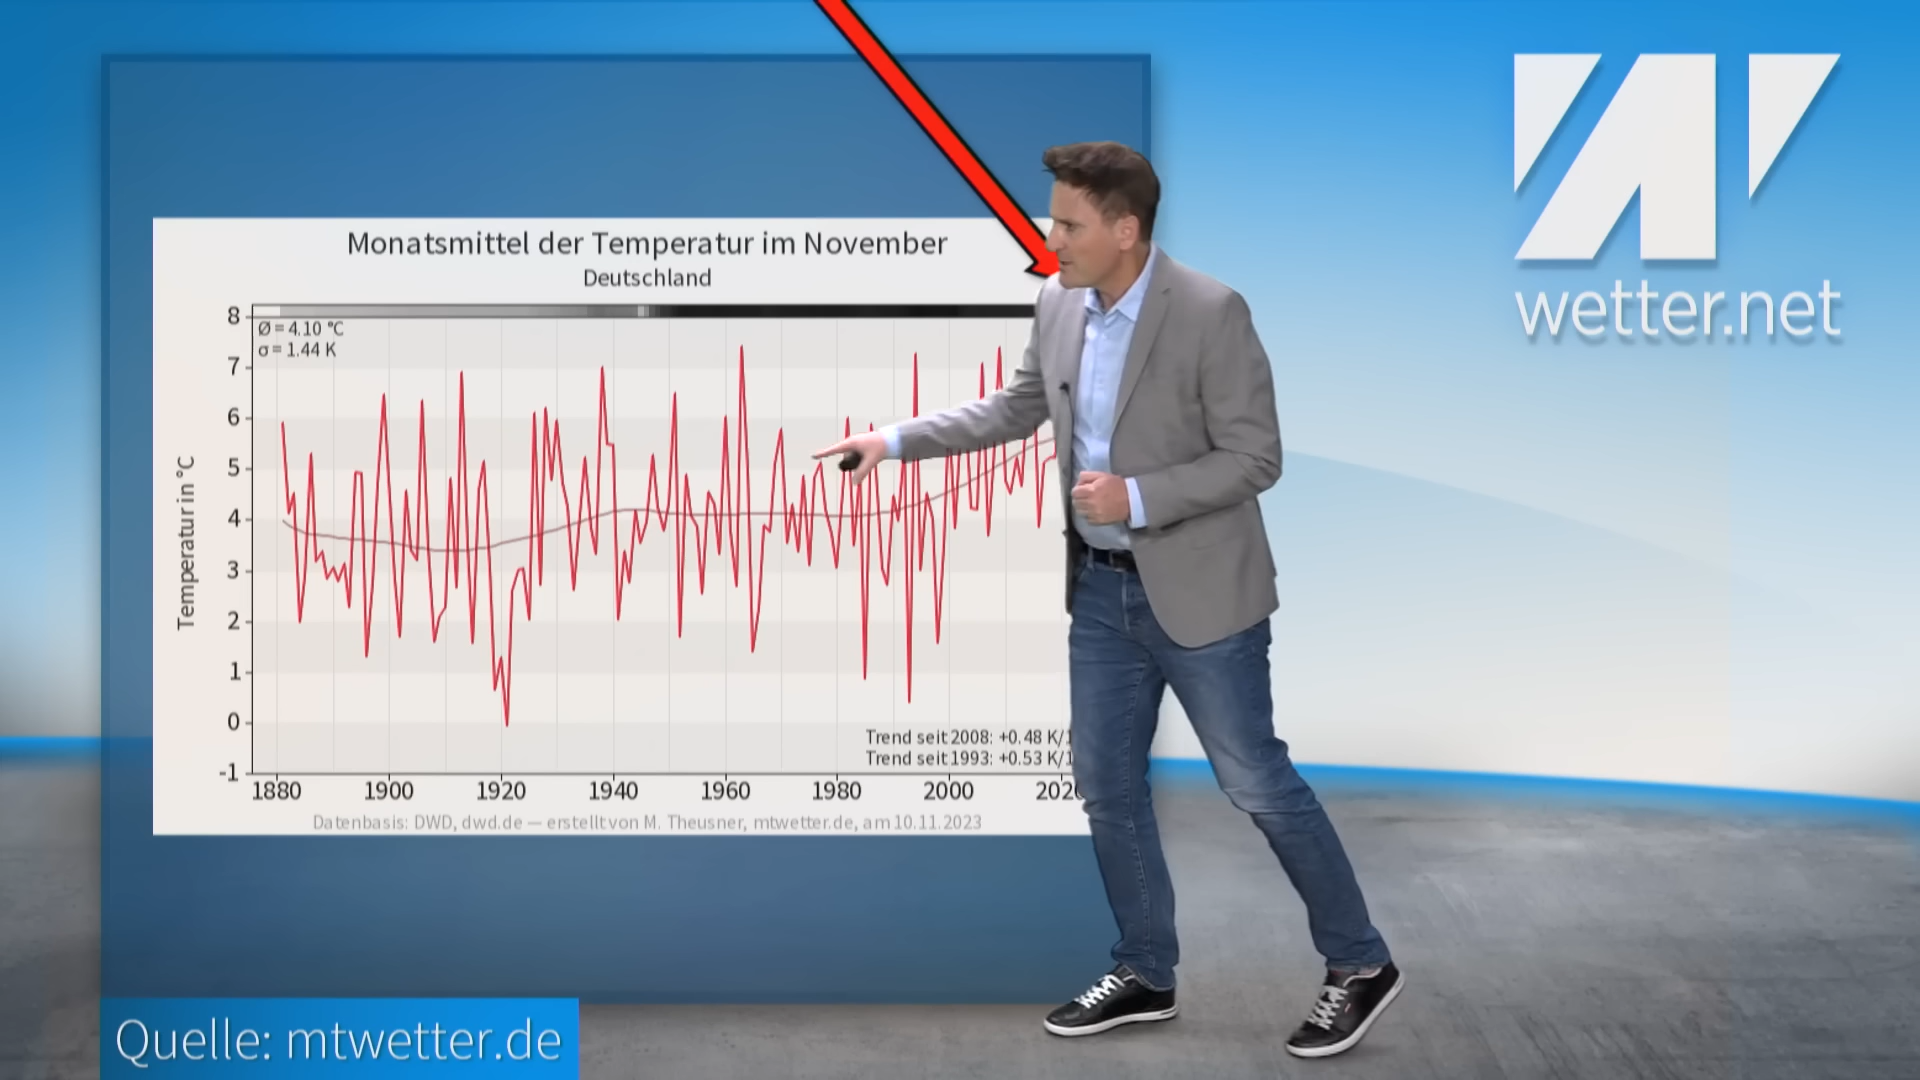 Monatsmittel der Temperatur im November
Deutschland
Ø = 4.10 °C
σ = 1.44 K
8
7
6
5
4
3
2
1
0
-1
Temperatur in °C
Trend seit 2008: +0.48 K/1
Trend seit 1993: +0.53 K/1
1880 1900 1920 1940 1960 1980 2000 2020
Datenbasis: DWD, dwd.de — erstellt von M. Theusner, mtwetter.de, am 10.11.2023
wetter.net
Quelle: mtwetter.de